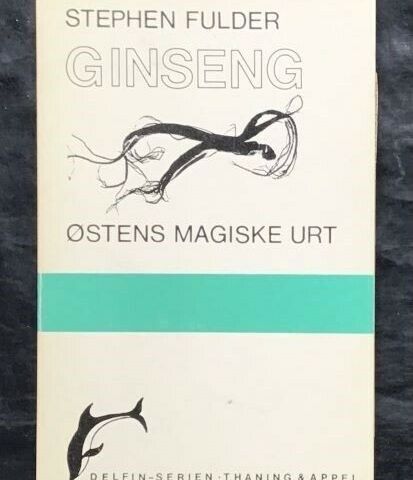 STEPHEN FULDER
GINSENG
ØSTENS MAGISKE URT
DELFIN-SERIEN · THANING & APPEL